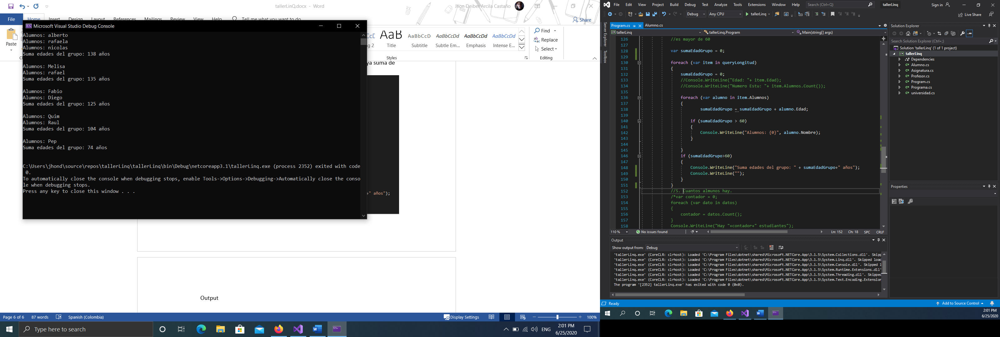 tallerLinQ.docx - Word
Jhon Deiber Arcila Castaño
File
Home
Insert
Design
Layout
References
Mailings
Review
View
Help
Tell me what you want to do
Share
Paste
Microsoft Visual Studio Debug Console
Alumnos: alberto
Alumnos: rafaela
Alumnos: nicolas
Suma edades del grupo: 138 años
Alumnos: Melisa
Alumnos: rafael
Suma edades del grupo: 135 años
Alumnos: Fabio
Alumnos: Diego
Suma edades del grupo: 125 años
Alumnos: Quim
Alumnos: Raul
Suma edades del grupo: 104 años
Alumnos: Pep
Suma edades del grupo: 74 años
C:\Users\jhond\source\repos\tallerLinq\tallerLinq\bin\Debug\netcoreapp3.1\tallerLinq.exe (process 2352) exited with code
0.
To automatically close the console when debugging stops, enable Tools->Options->Debugging->Automatically close the conso
le when debugging stops.
Press any key to close this window . . .
AaB
AaBbCcD
AaBbCcDd
AaBbCcDd
AaBbCcDd
g 2
Title
Subtitle
Subtle Em...
Emphasis
Intense E...
Styles
Find
Replace
Select
Editing
ya suma de
+" años");
Output
Page 6 of 6
87 words
Spanish (Colombia)
Display Settings
100%
Type here to search
ENG
2:01 PM
6/25/2020
File Edit View Project Build Debug Test Analyze Tools Extensions Window Help
Search (Ctrl+Q)
tallerLinq
Sign in
Debug
Any CPU
tallerLinq
Live Share
Server Explorer
Toolbox
Program.cs
Alumno.cs
tallerLinq
tallerLinq.Program
Main(string[] args)
126 //es mayor de 60
127
128 var sumaEdadGrupo = 0;
129
130 foreach (var item in queryLongitud)
131 {
132 sumaEdadGrupo = 0;
133 //Console.WriteLine("Edad: "+ item.Edad);
134 //Console.WriteLine("Numero Estu: "+ item.Alumnos.Count());
135
136 foreach (var alumno in item.Alumnos)
137 {
138 sumaEdadGrupo = sumaEdadGrupo + alumno.Edad;
139
140 if (sumaEdadGrupo > 60)
141 {
142 Console.WriteLine("Alumnos: {0}", alumno.Nombre);
143 }
144
145 }
146 if (sumaEdadGrupo>60)
147 {
148 Console.WriteLine("Suma edades del grupo: " + sumaEdadGrupo+" años");
149 Console.WriteLine("");
150 }
151 }
152 //5. Cuantos almunos hay.
153 /*var contador = 0;
154 foreach (var dato in datos)
155 {
156 contador = datos.Count();
157 }
158 Console.WriteLine("Hay "+contador+" estudiantes");
110 %
No issues found
Ln: 152
Ch: 18
SPC
CRLF
Output
Show output from: Debug
'tallerLinq.exe' (CoreCLR: clrhost): Loaded 'C:\Program Files\dotnet\shared\Microsoft.NETCore.App\3.1.5\System.Collections.dll'. Skipp
'tallerLinq.exe' (CoreCLR: clrhost): Loaded 'C:\Program Files\dotnet\shared\Microsoft.NETCore.App\3.1.5\System.Linq.dll'. Skipped load
'tallerLinq.exe' (CoreCLR: clrhost): Loaded 'C:\Program Files\dotnet\shared\Microsoft.NETCore.App\3.1.5\System.Console.dll'. Skipped l
'tallerLinq.exe' (CoreCLR: clrhost): Loaded 'C:\Program Files\dotnet\shared\Microsoft.NETCore.App\3.1.5\System.Runtime.Extensions.dll'
'tallerLinq.exe' (CoreCLR: clrhost): Loaded 'C:\Program Files\dotnet\shared\Microsoft.NETCore.App\3.1.5\System.Threading.dll'. Skipped
'tallerLinq.exe' (CoreCLR: clrhost): Loaded 'C:\Program Files\dotnet\shared\Microsoft.NETCore.App\3.1.5\System.Text.Encoding.Extension
The program '[2352] tallerLinq.exe' has exited with code 0 (0x0).
Solution Explorer
Search Solution Explorer (Ctrl+;)
Solution 'tallerLinq' (1 of 1 project)
tallerLinq
Dependencies
Alumno.cs
Asignatura.cs
Profesor.cs
Program.cs
Programa.cs
universidad.cs
Properties
Ready
Add to Source Control
2:01 PM
6/25/2020